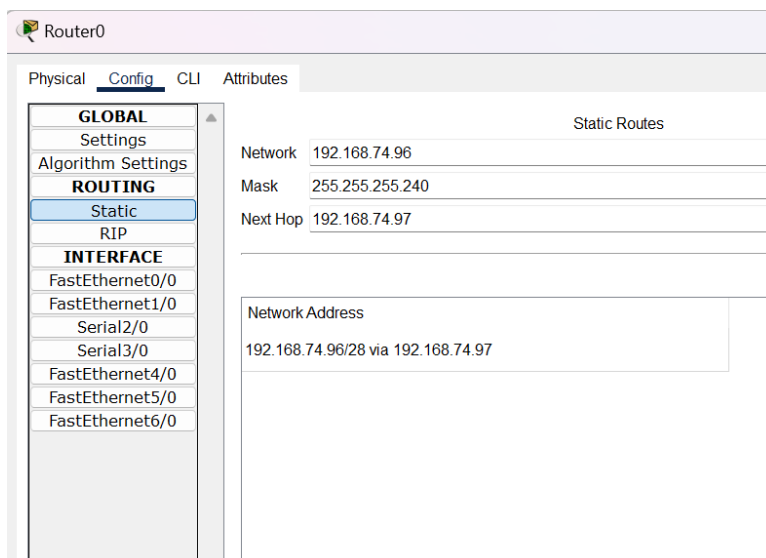 Router0
Physical Config CLI Attributes
GLOBAL
Settings
Algorithm Settings
ROUTING
Static
RIP
INTERFACE
FastEthernet0/0
FastEthernet1/0
Serial2/0
Serial3/0
FastEthernet4/0
FastEthernet5/0
FastEthernet6/0
Static Routes
Network 192.168.74.96
Mask 255.255.255.240
Next Hop 192.168.74.97
Network Address
192.168.74.96/28 via 192.168.74.97